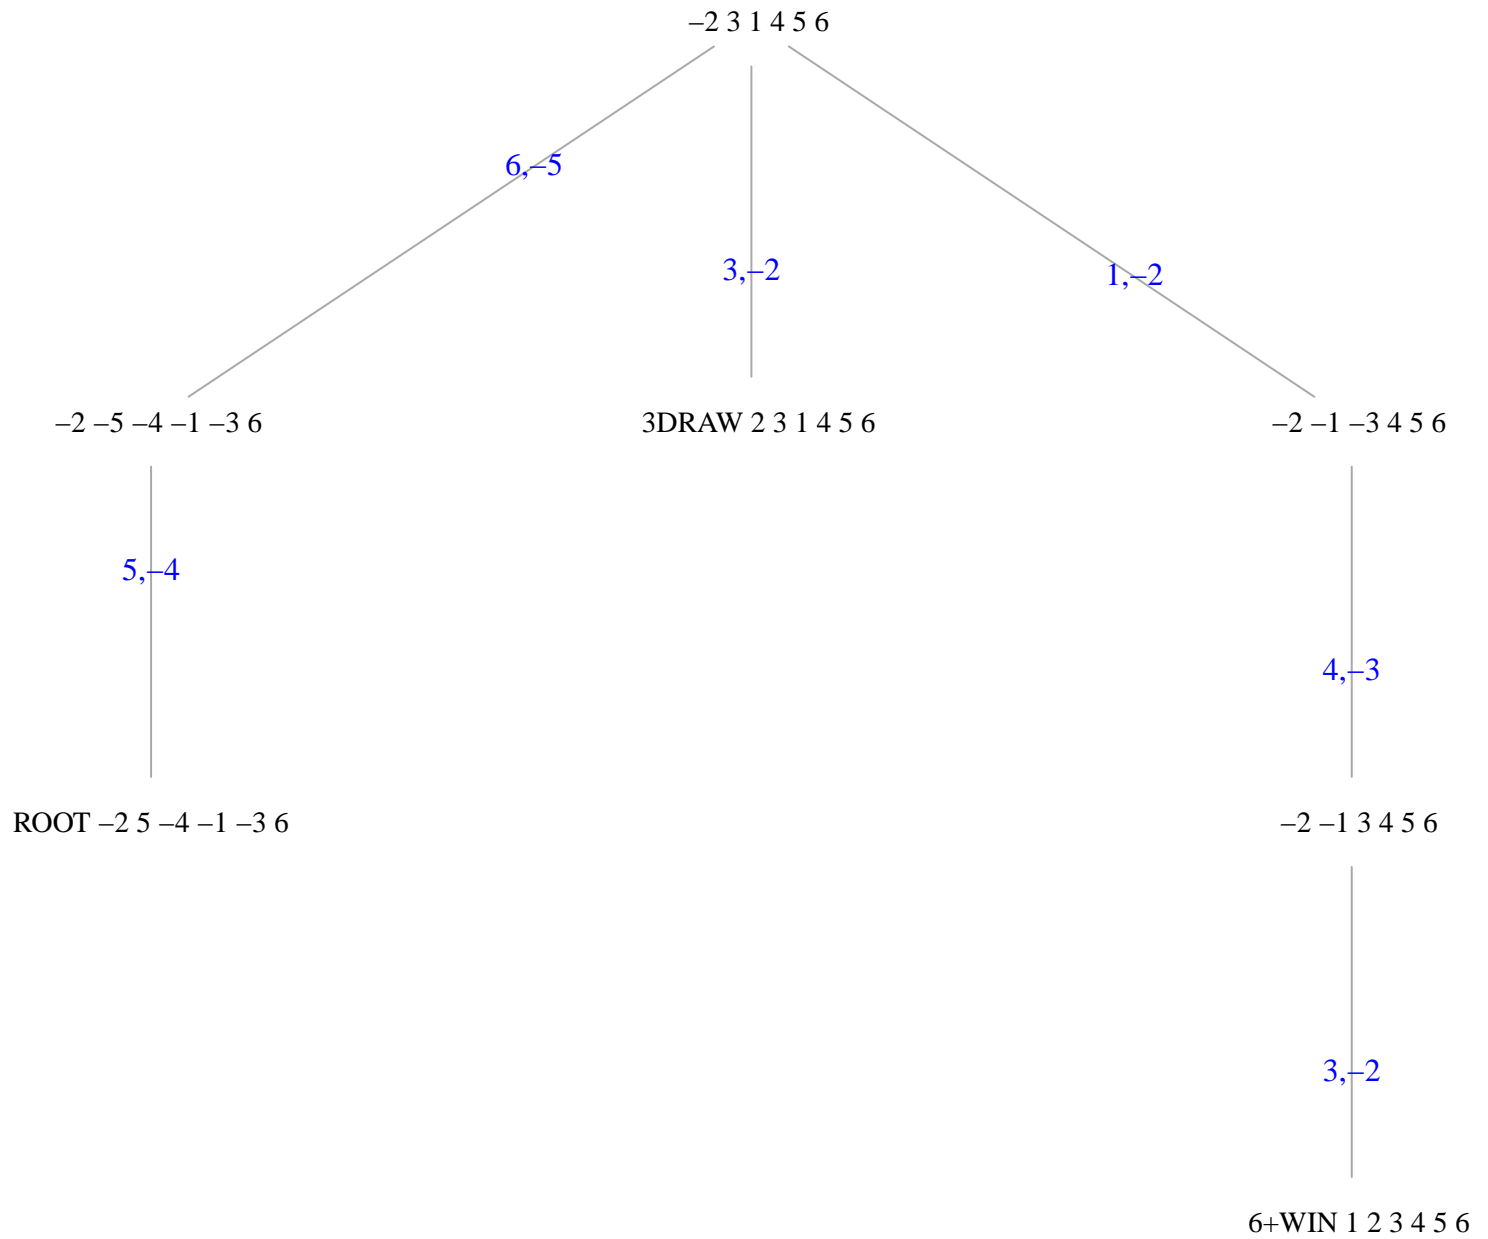 –2 3 1 4 5 6
6,–5
3,–2
1,–2
–2 –5 –4 –1 –3 6
3DRAW 2 3 1 4 5 6
–2 –1 –3 4 5 6
5,–4
4,–3
ROOT –2 5 –4 –1 –3 6
–2 –1 3 4 5 6
3,–2
6+WIN 1 2 3 4 5 6